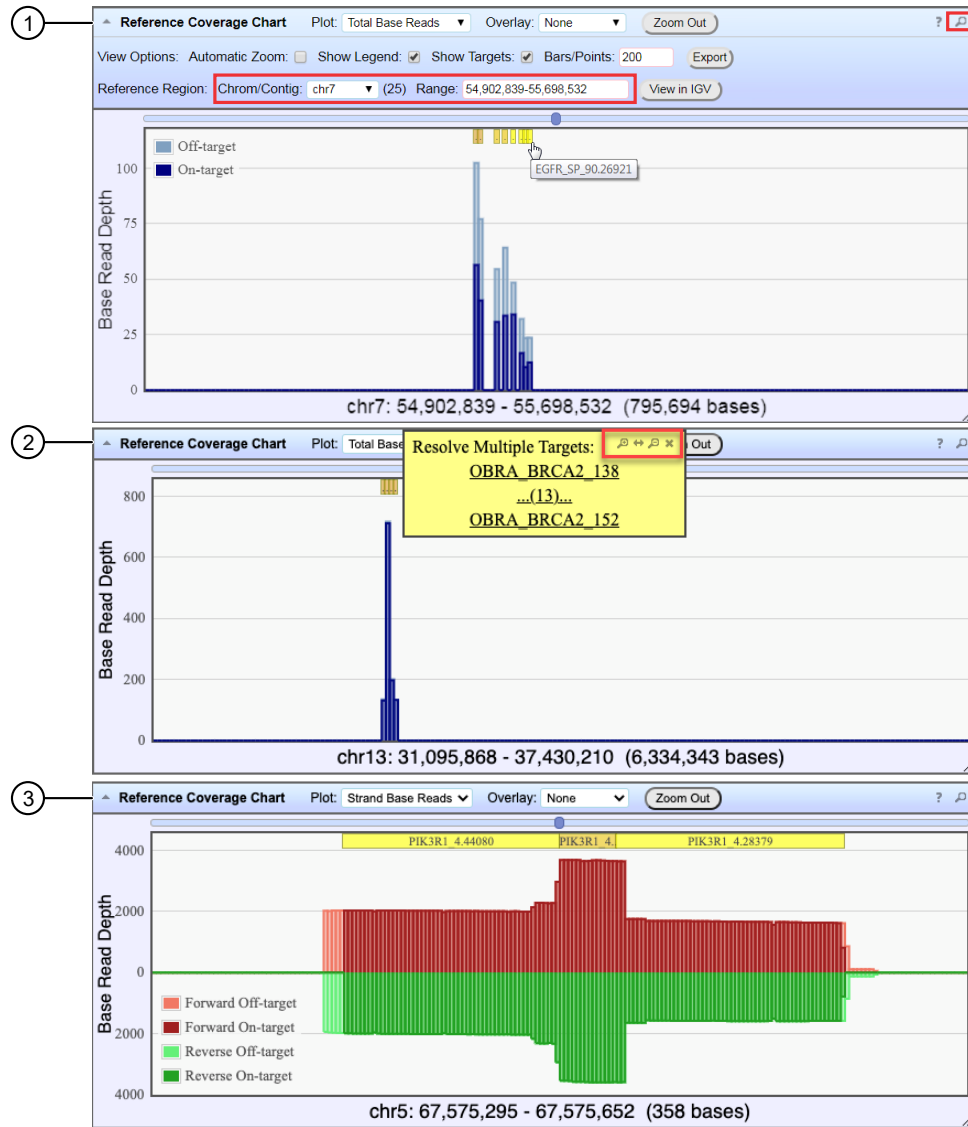 1
Reference Coverage Chart Plot: Total Base Reads Overlay: None Zoom Out ?
View Options: Automatic Zoom: Show Legend: Show Targets: Bars/Points: 200 Export
Reference Region: Chrom/Contig: chr7 (25) Range: 54,902,839-55,698,532 View in IGV
Off-target
On-target
EGFR_SP_90.26921
100
75
50
25
0
Base Read Depth
chr7: 54,902,839 - 55,698,532 (795,694 bases)
2
Reference Coverage Chart Plot: Total Base Out ?
Resolve Multiple Targets:
OBRA_BRCA2_138
...(13)...
OBRA_BRCA2_152
800
600
400
200
0
Base Read Depth
chr13: 31,095,868 - 37,430,210 (6,334,343 bases)
3
Reference Coverage Chart Plot: Strand Base Reads Overlay: None Zoom Out ?
PIK3R1_4.44080 PIK3R1_4. PIK3R1_4.28379
4000
2000
0
2000
4000
Base Read Depth
Forward Off-target
Forward On-target
Reverse Off-target
Reverse On-target
chr5: 67,575,295 - 67,575,652 (358 bases)